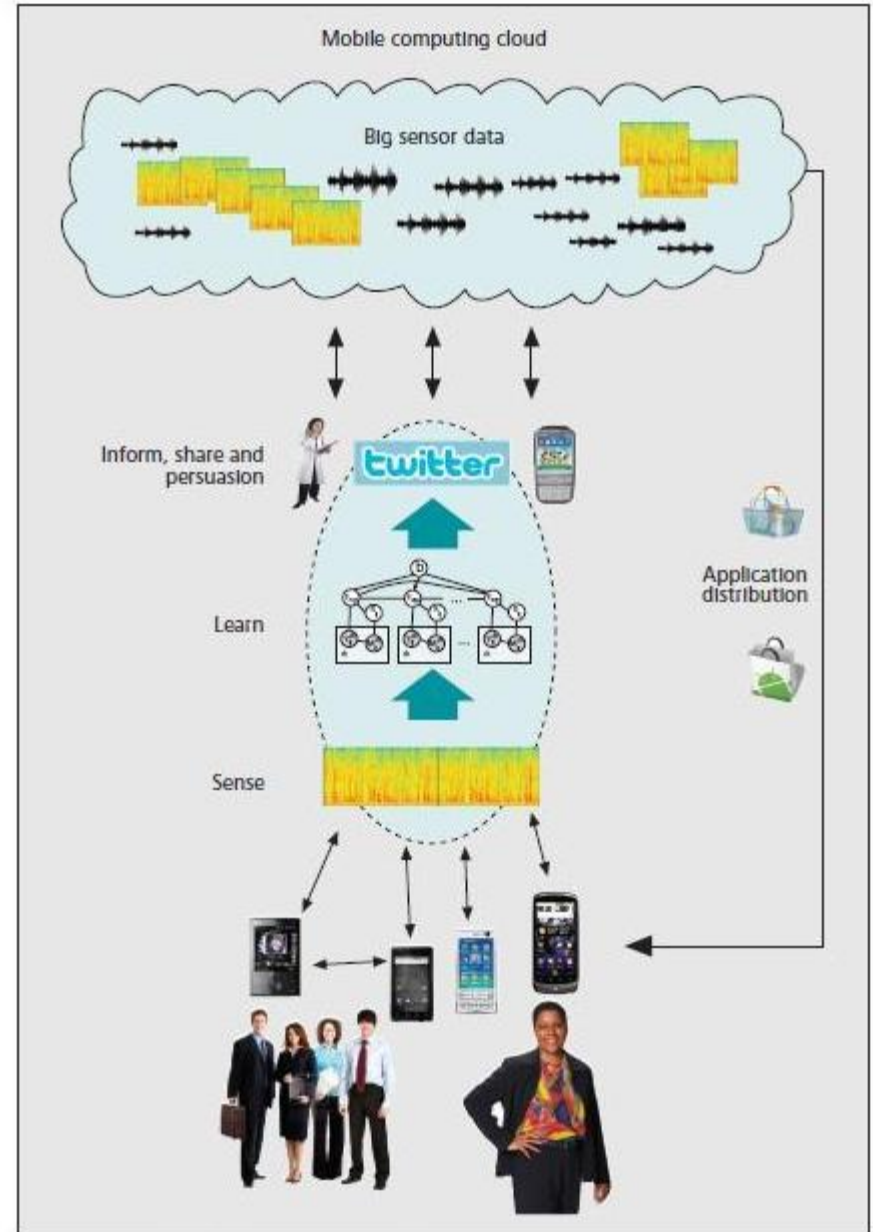 Mobile computing cloud
Big sensor data
Inform, share and
persuasion
twitter
Learn
...
...
Application
distribution
Sense